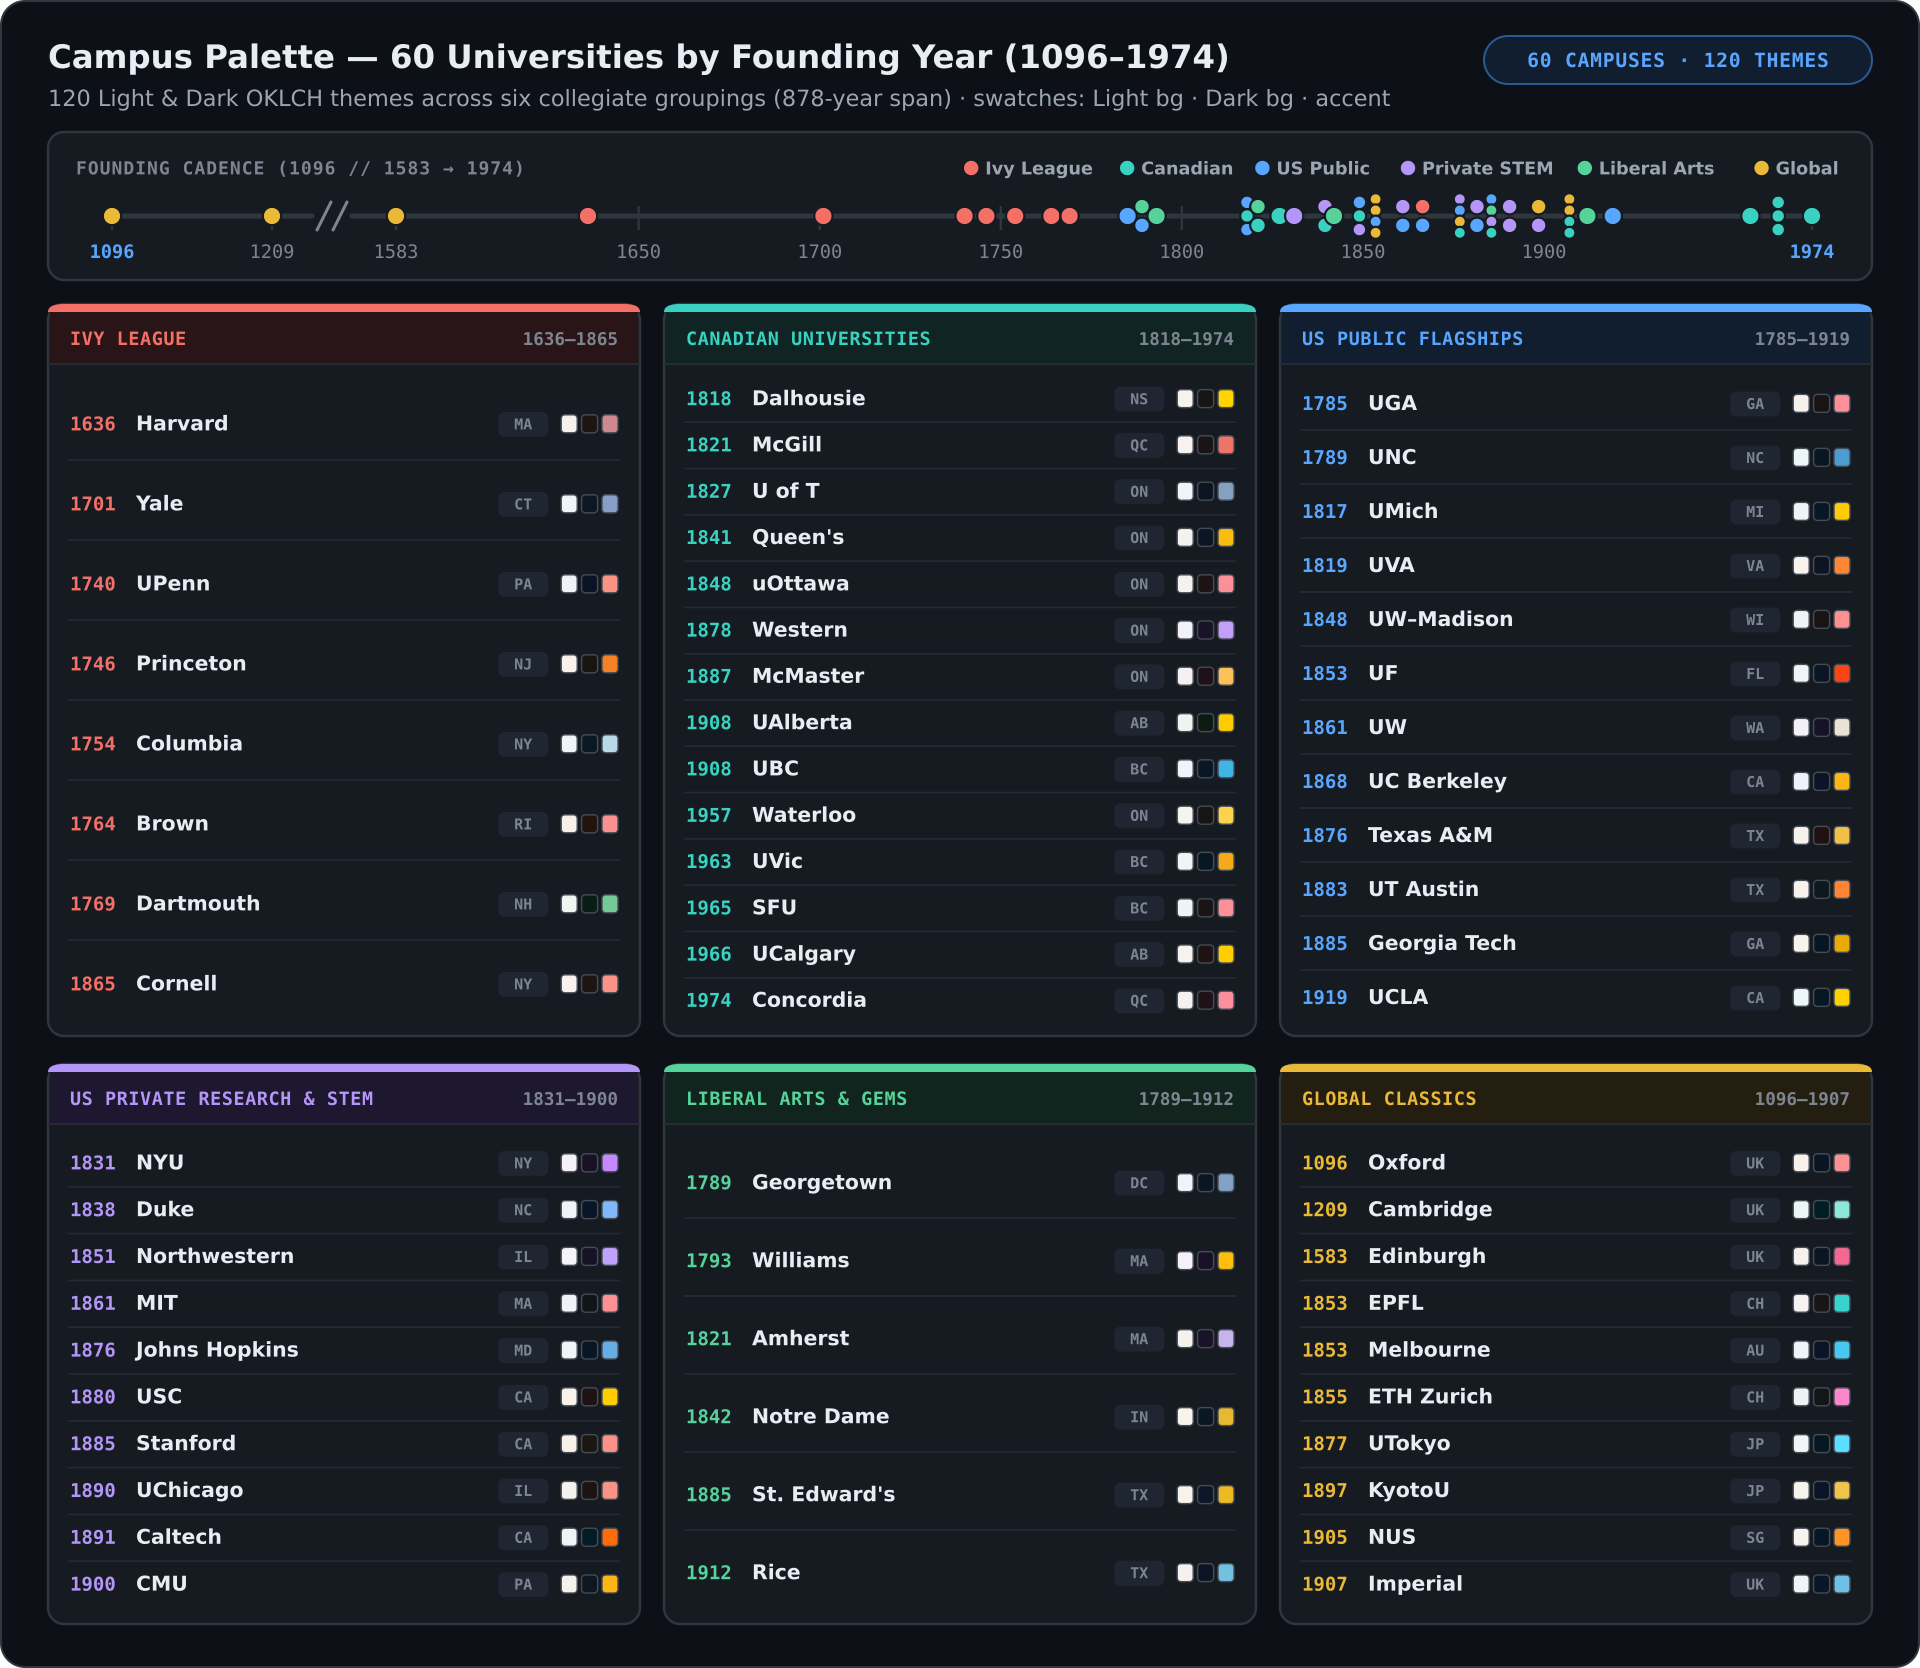 Campus Palette — 60 Universities by Founding Year (1096–1974)
60 CAMPUSES · 120 THEMES
120 Light & Dark OKLCH themes across six collegiate groupings (878-year span) · swatches: Light bg · Dark bg · accent
FOUNDING CADENCE (1096 // 1583 → 1974)
Ivy League Canadian US Public Private STEM Liberal Arts Global
1096 1209 1583 1650 1700 1750 1800 1850 1900 1974
IVY LEAGUE 1636–1865
1636 Harvard MA
1701 Yale CT
1740 UPenn PA
1746 Princeton NJ
1754 Columbia NY
1764 Brown RI
1769 Dartmouth NH
1865 Cornell NY
CANADIAN UNIVERSITIES 1818–1974
1818 Dalhousie NS
1821 McGill QC
1827 U of T ON
1841 Queen's ON
1848 uOttawa ON
1878 Western ON
1887 McMaster ON
1908 UAlberta AB
1908 UBC BC
1957 Waterloo ON
1963 UVic BC
1965 SFU BC
1966 UCalgary AB
1974 Concordia QC
US PUBLIC FLAGSHIPS 1785–1919
1785 UGA GA
1789 UNC NC
1817 UMich MI
1819 UVA VA
1848 UW–Madison WI
1853 UF FL
1861 UW WA
1868 UC Berkeley CA
1876 Texas A&M TX
1883 UT Austin TX
1885 Georgia Tech GA
1919 UCLA CA
US PRIVATE RESEARCH & STEM 1831–1900
1831 NYU NY
1838 Duke NC
1851 Northwestern IL
1861 MIT MA
1876 Johns Hopkins MD
1880 USC CA
1885 Stanford CA
1890 UChicago IL
1891 Caltech CA
1900 CMU PA
LIBERAL ARTS & GEMS 1789–1912
1789 Georgetown DC
1793 Williams MA
1821 Amherst MA
1842 Notre Dame IN
1885 St. Edward's TX
1912 Rice TX
GLOBAL CLASSICS 1096–1907
1096 Oxford UK
1209 Cambridge UK
1583 Edinburgh UK
1853 EPFL CH
1853 Melbourne AU
1855 ETH Zurich CH
1877 UTokyo JP
1897 KyotoU JP
1905 NUS SG
1907 Imperial UK